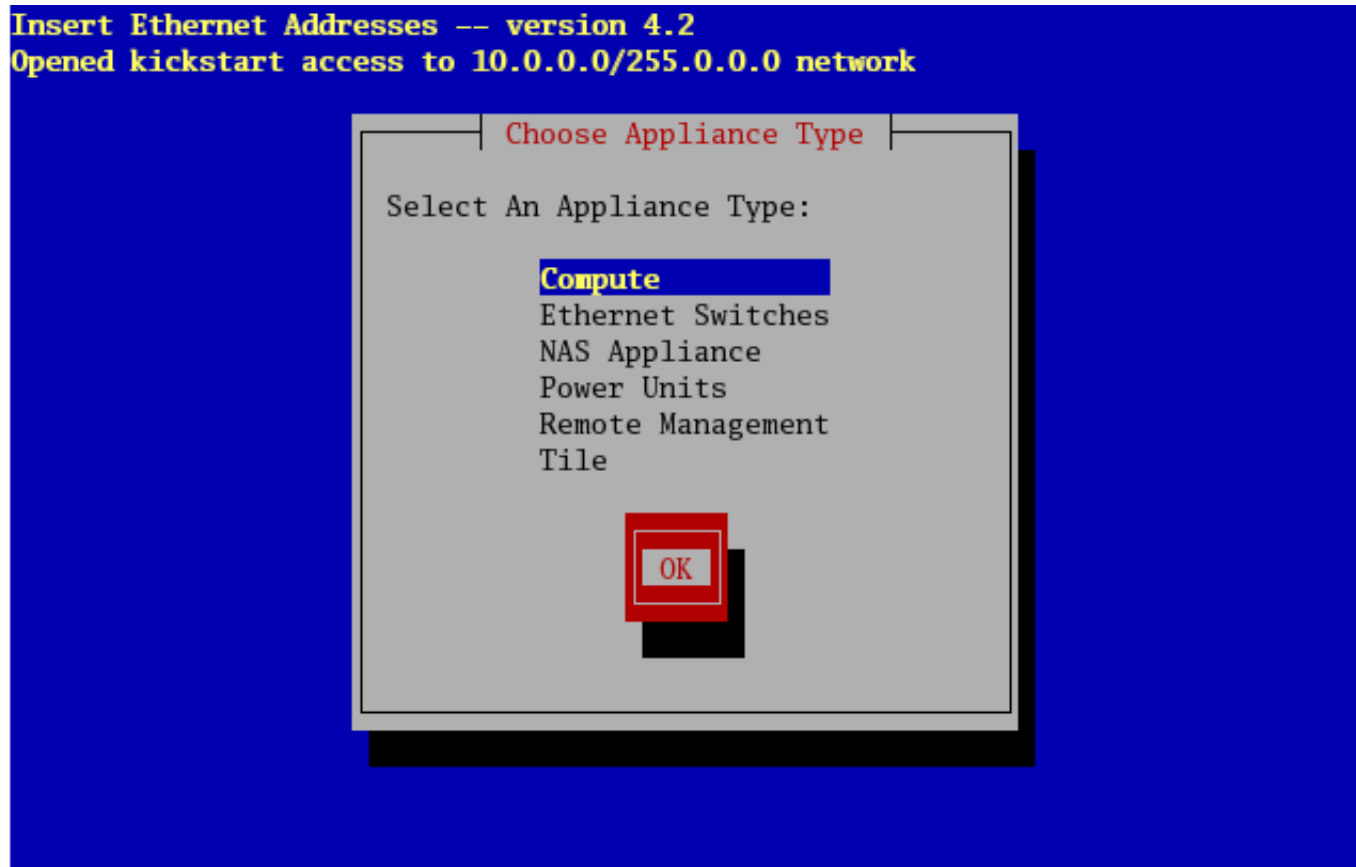 Insert Ethernet Addresses -- version 4.2
Opened kickstart access to 10.0.0.0/255.0.0.0 network
Choose Appliance Type
Select An Appliance Type:
Compute
Ethernet Switches
NAS Appliance
Power Units
Remote Management
Tile
OK